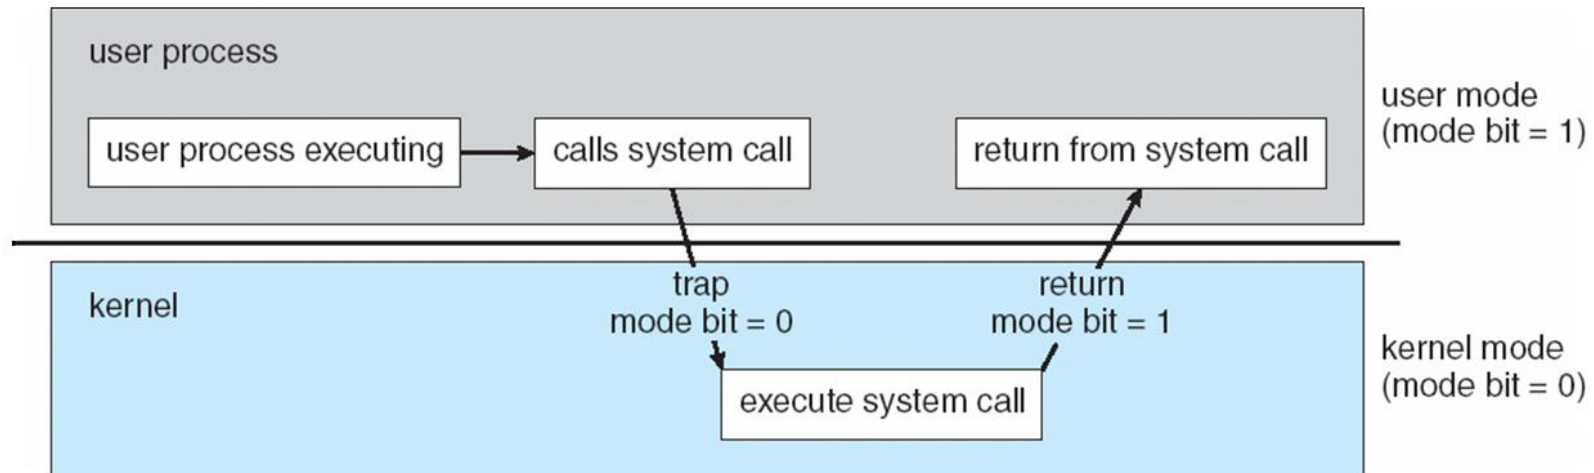 user process
user process executing
calls system call
return from system call
user mode
(mode bit = 1)
kernel
trap
mode bit = 0
return
mode bit = 1
execute system call
kernel mode
(mode bit = 0)